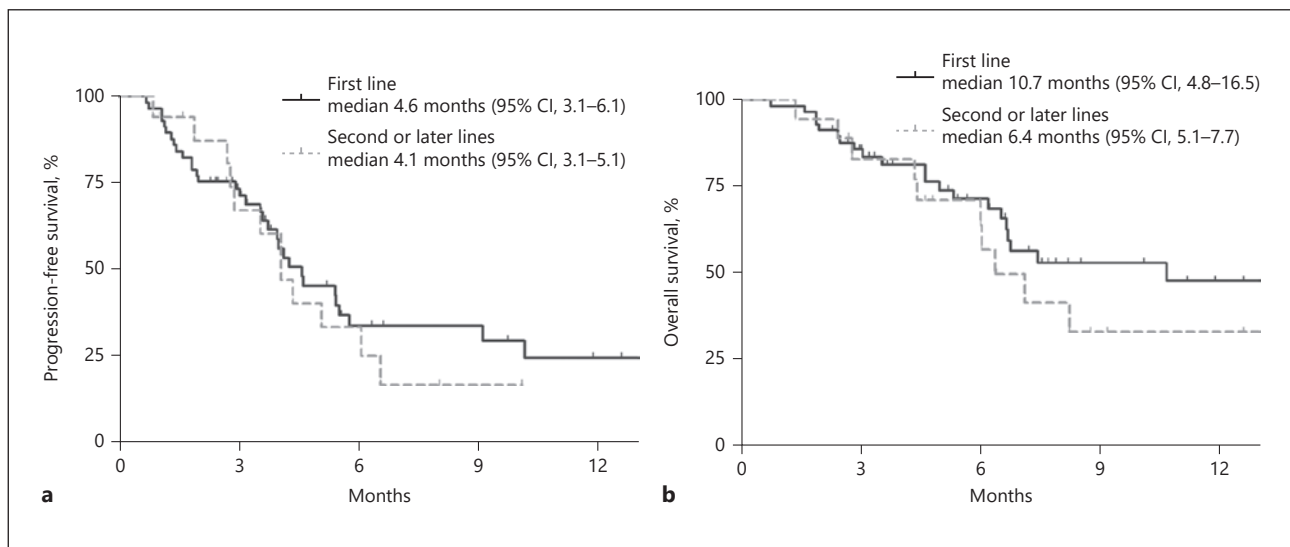 First line
median 4.6 months (95% CI, 3.1–6.1)
Second or later lines
median 4.1 months (95% CI, 3.1–5.1)
100
75
50
25
0
Progression-free survival, %
0 3 6 9 12
Months
a
First line
median 10.7 months (95% CI, 4.8–16.5)
Second or later lines
median 6.4 months (95% CI, 5.1–7.7)
100
75
50
25
0
Overall survival, %
0 3 6 9 12
Months
b